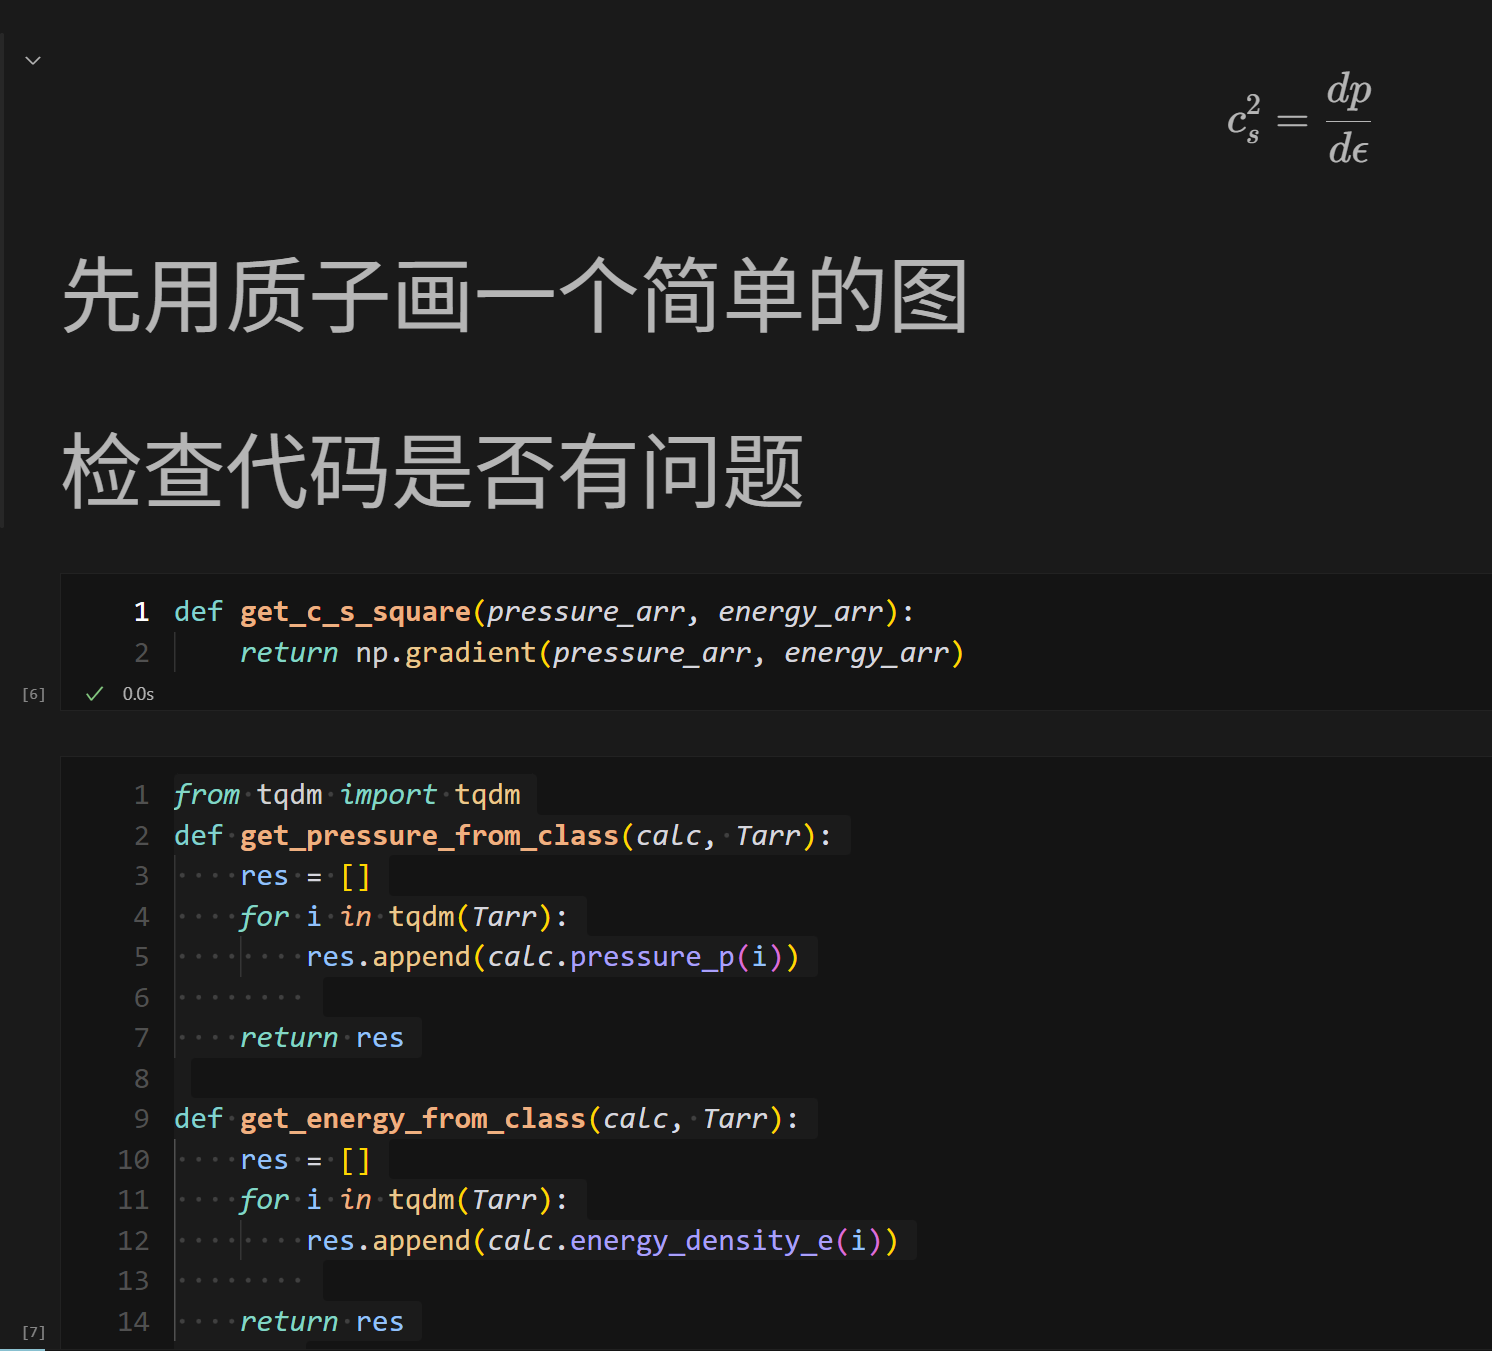 c_s^2 = dp/dϵ
先用质子画一个简单的图
检查代码是否有问题
1 def get_c_s_square(pressure_arr, energy_arr):
2     return np.gradient(pressure_arr, energy_arr)
[6] ✓ 0.0s
1 from tqdm import tqdm
2 def get_pressure_from_class(calc, Tarr):
3     res = []
4     for i in tqdm(Tarr):
5         res.append(calc.pressure_p(i))
6
7     return res
8
9 def get_energy_from_class(calc, Tarr):
10     res = []
11     for i in tqdm(Tarr):
12         res.append(calc.energy_density_e(i))
13
14     return res
[7]